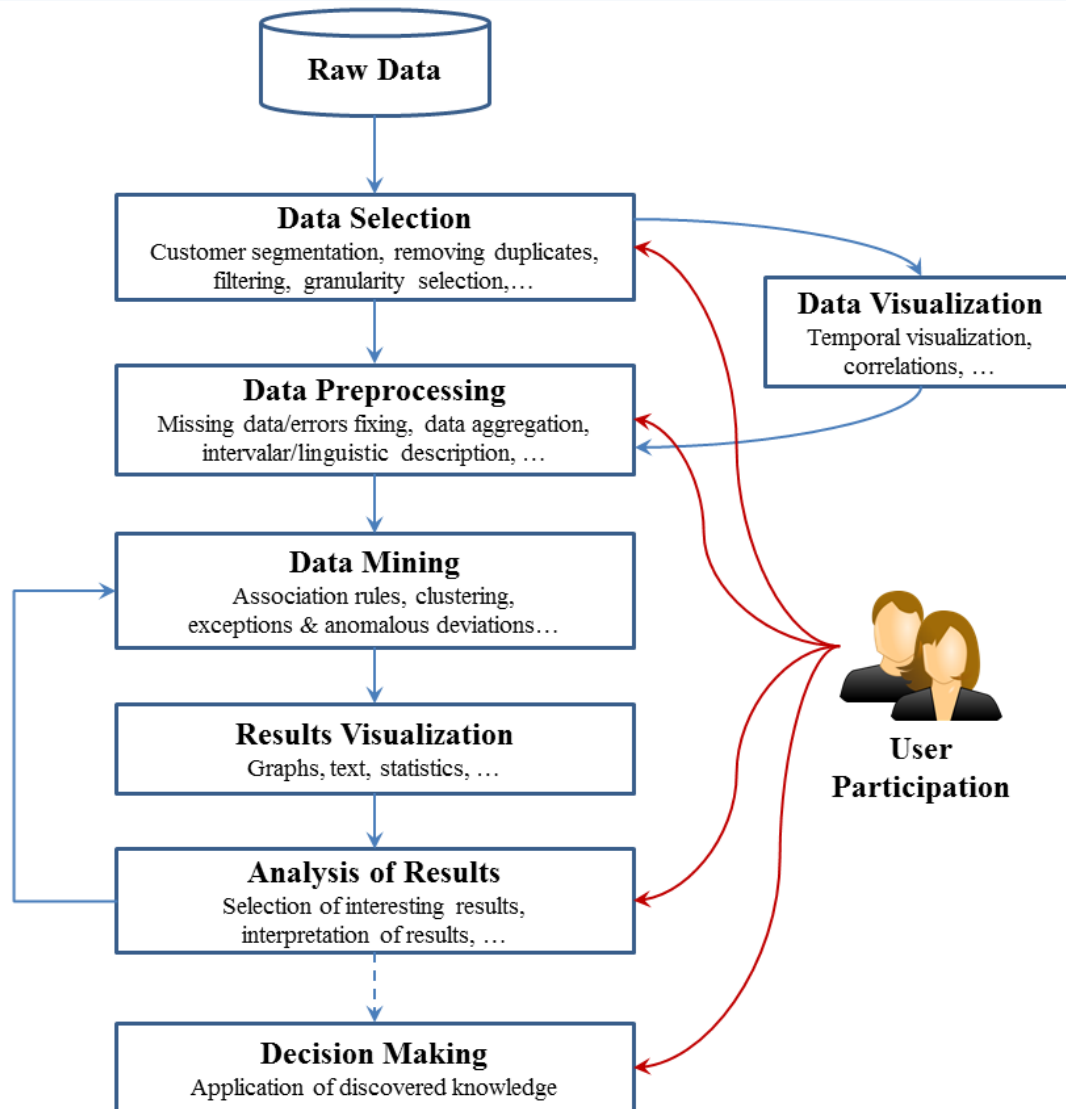 Raw Data
Data Selection
Customer segmentation, removing duplicates,
filtering, granularity selection,…
Data Visualization
Temporal visualization,
correlations, …
Data Preprocessing
Missing data/errors fixing, data aggregation,
intervalar/linguistic description, …
Data Mining
Association rules, clustering,
exceptions & anomalous deviations…
Results Visualization
Graphs, text, statistics, …
User
Participation
Analysis of Results
Selection of interesting results,
interpretation of results, …
Decision Making
Application of discovered knowledge